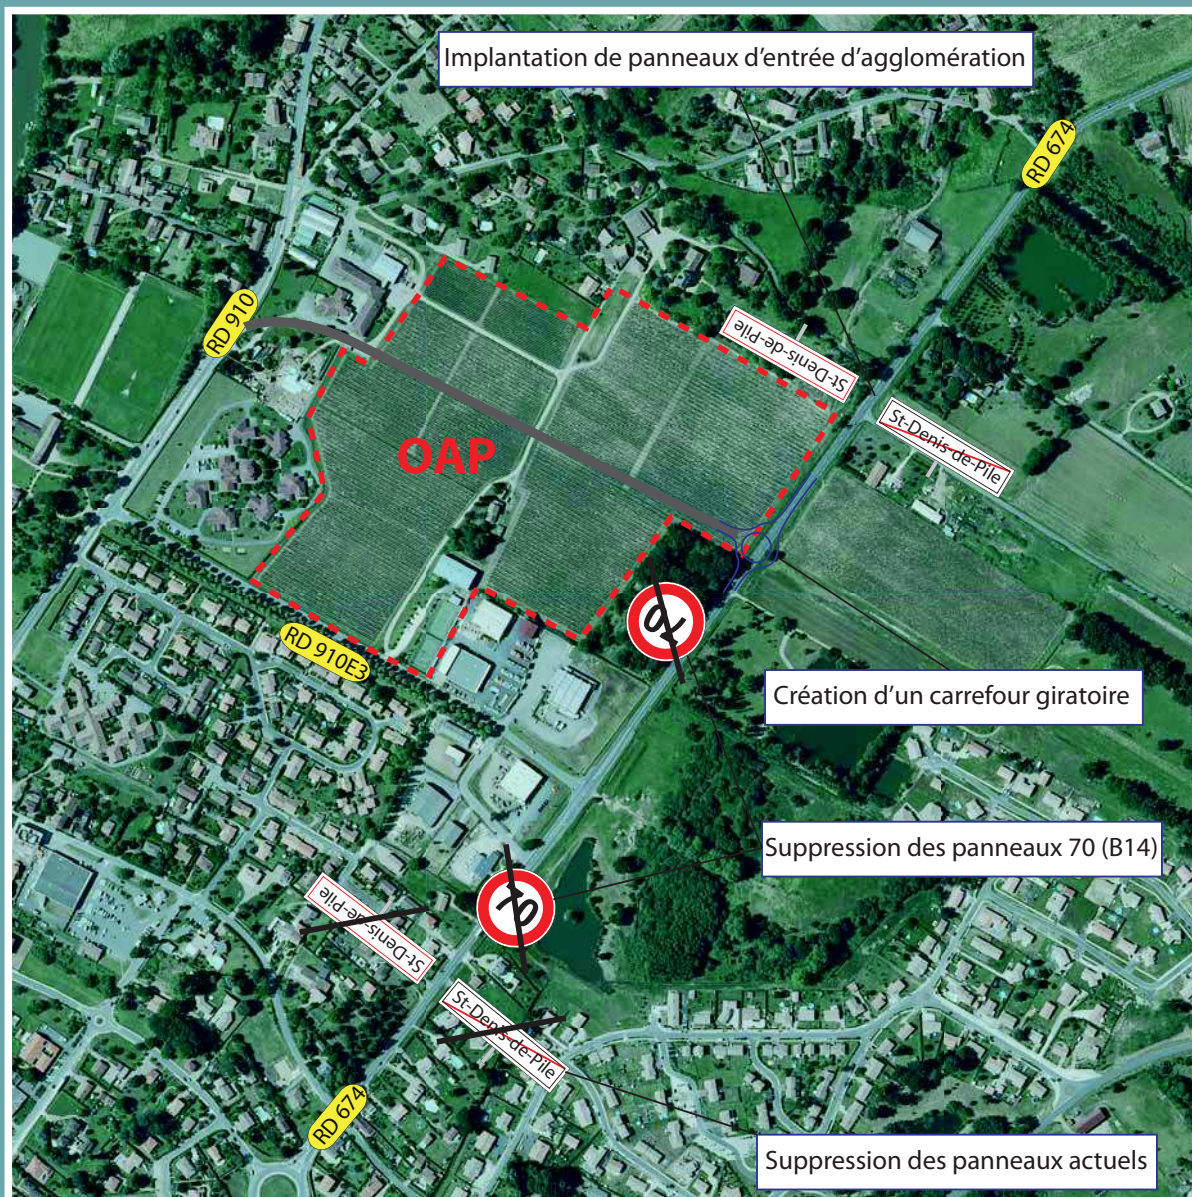 Implantation de panneaux d'entrée d'agglomération
RD 674
RD 910
St-Denis-de-Pile
St-Denis-de-Pile
OAP
70
RD 910E3
Création d'un carrefour giratoire
Suppression des panneaux 70 (B14)
70
St-Denis-de-Pile
St-Denis-de-Pile
RD 674
Suppression des panneaux actuels